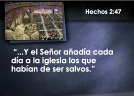 Hechos 2:47
"...Y el Señor añadía cada
día a la iglesia los que
habían de ser salvos."